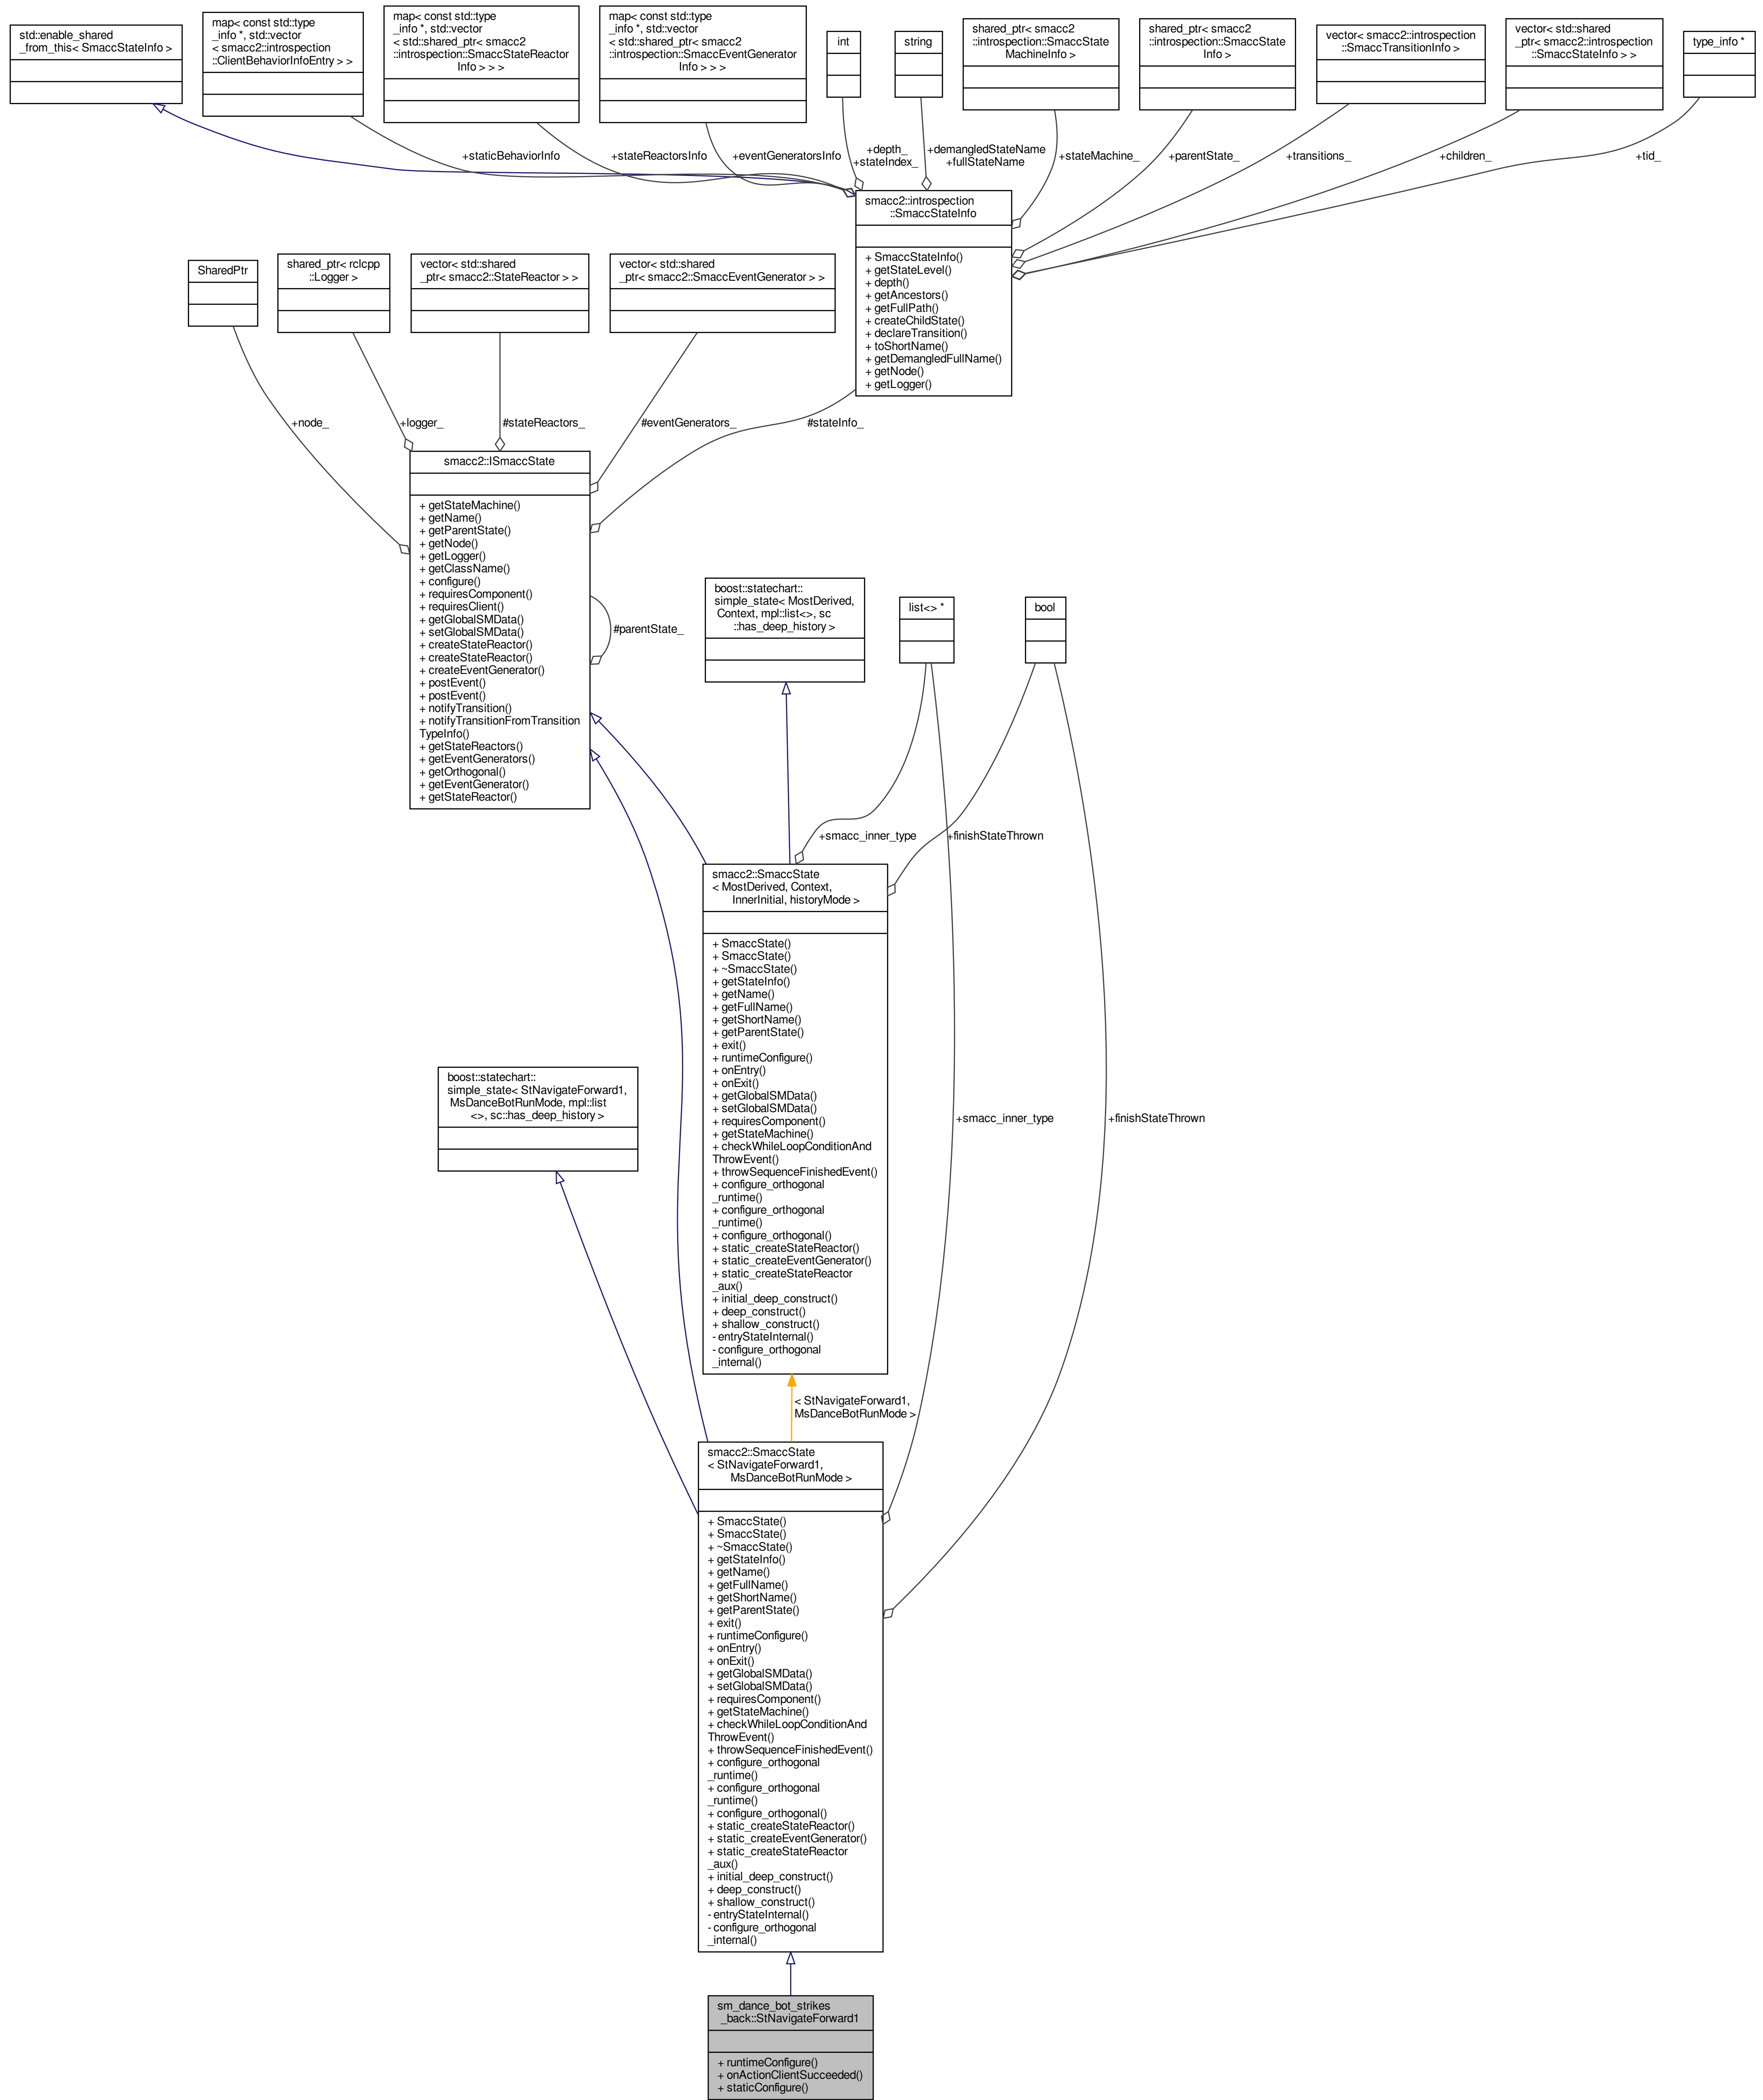 std::enable_shared
_from_this< SmaccStateInfo >
map< const std::type
_info *, std::vector
< smacc2::introspection
::ClientBehaviorInfoEntry > >
map< const std::type
_info *, std::vector
< std::shared_ptr< smacc2
::introspection::SmaccStateReactor
Info > > >
map< const std::type
_info *, std::vector
< std::shared_ptr< smacc2
::introspection::SmaccEventGenerator
Info > > >
int
string
shared_ptr< smacc2
::introspection::SmaccState
MachineInfo >
shared_ptr< smacc2
::introspection::SmaccState
Info >
vector< smacc2::introspection
::SmaccTransitionInfo >
vector< std::shared
_ptr< smacc2::introspection
::SmaccStateInfo > >
type_info *
+staticBehaviorInfo
+stateReactorsInfo
+eventGeneratorsInfo
+depth_
+stateIndex_
+demangledStateName
+fullStateName
+stateMachine_
+parentState_
+transitions_
+children_
+tid_
smacc2::introspection
::SmaccStateInfo
+ SmaccStateInfo()
+ getStateLevel()
+ depth()
+ getAncestors()
+ getFullPath()
+ createChildState()
+ declareTransition()
+ toShortName()
+ getDemangledFullName()
+ getNode()
+ getLogger()
SharedPtr
shared_ptr< rclcpp
::Logger >
vector< std::shared
_ptr< smacc2::StateReactor > >
vector< std::shared
_ptr< smacc2::SmaccEventGenerator > >
+node_
+logger_
#stateReactors_
#eventGenerators_
#stateInfo_
smacc2::ISmaccState
+ getStateMachine()
+ getName()
+ getParentState()
+ getNode()
+ getLogger()
+ getClassName()
+ configure()
+ requiresComponent()
+ requiresClient()
+ getGlobalSMData()
+ setGlobalSMData()
+ createStateReactor()
+ createStateReactor()
+ createEventGenerator()
+ postEvent()
+ postEvent()
+ notifyTransition()
+ notifyTransitionFromTransition
TypeInfo()
+ getStateReactors()
+ getEventGenerators()
+ getOrthogonal()
+ getEventGenerator()
+ getStateReactor()
#parentState_
boost::statechart::
simple_state< MostDerived,
Context, mpl::list<>, sc
::has_deep_history >
list<> *
bool
+smacc_inner_type
+finishStateThrown
smacc2::SmaccState
< MostDerived, Context,
InnerInitial, historyMode >
+ SmaccState()
+ SmaccState()
+ ~SmaccState()
+ getStateInfo()
+ getName()
+ getFullName()
+ getShortName()
+ getParentState()
+ exit()
+ runtimeConfigure()
+ onEntry()
+ onExit()
+ getGlobalSMData()
+ setGlobalSMData()
+ requiresComponent()
+ getStateMachine()
+ checkWhileLoopConditionAnd
ThrowEvent()
+ throwSequenceFinishedEvent()
+ configure_orthogonal
_runtime()
+ configure_orthogonal
_runtime()
+ configure_orthogonal()
+ static_createStateReactor()
+ static_createEventGenerator()
+ static_createStateReactor
_aux()
+ initial_deep_construct()
+ deep_construct()
+ shallow_construct()
- entryStateInternal()
- configure_orthogonal
_internal()
boost::statechart::
simple_state< StNavigateForward1,
MsDanceBotRunMode, mpl::list
<>, sc::has_deep_history >
+smacc_inner_type
+finishStateThrown
< StNavigateForward1,
MsDanceBotRunMode >
smacc2::SmaccState
< StNavigateForward1,
MsDanceBotRunMode >
+ SmaccState()
+ SmaccState()
+ ~SmaccState()
+ getStateInfo()
+ getName()
+ getFullName()
+ getShortName()
+ getParentState()
+ exit()
+ runtimeConfigure()
+ onEntry()
+ onExit()
+ getGlobalSMData()
+ setGlobalSMData()
+ requiresComponent()
+ getStateMachine()
+ checkWhileLoopConditionAnd
ThrowEvent()
+ throwSequenceFinishedEvent()
+ configure_orthogonal
_runtime()
+ configure_orthogonal
_runtime()
+ configure_orthogonal()
+ static_createStateReactor()
+ static_createEventGenerator()
+ static_createStateReactor
_aux()
+ initial_deep_construct()
+ deep_construct()
+ shallow_construct()
- entryStateInternal()
- configure_orthogonal
_internal()
sm_dance_bot_strikes
_back::StNavigateForward1
+ runtimeConfigure()
+ onActionClientSucceeded()
+ staticConfigure()